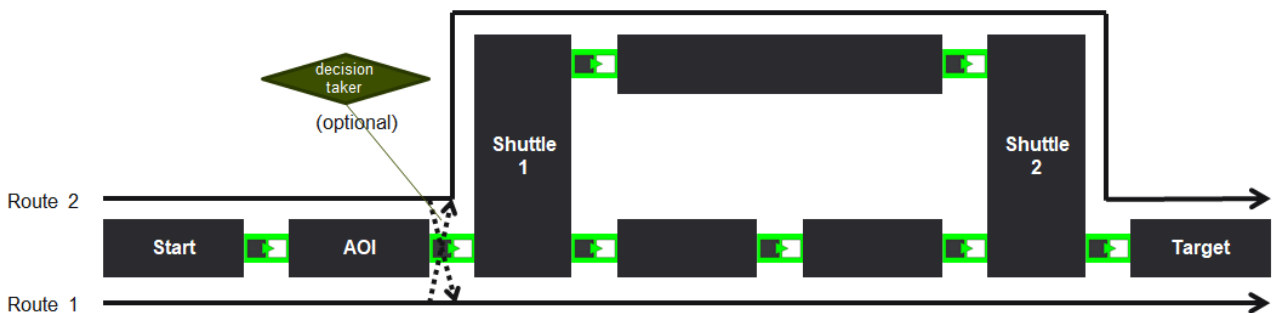 decision
taker
(optional)
Shuttle
1
Shuttle
2
Route 2
Start
AOI
Target
Route 1